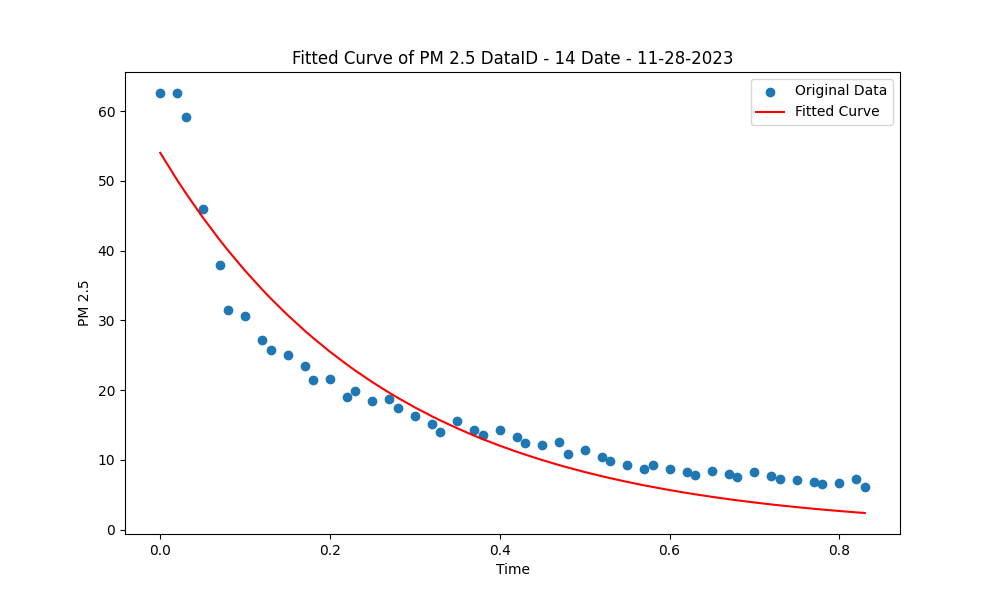 Fitted Curve of PM 2.5 DataID - 14 Date - 11-28-2023
Original Data
Fitted Curve
60
50
40
30
20
10
0
PM 2.5
0.0 0.2 0.4 0.6 0.8
Time